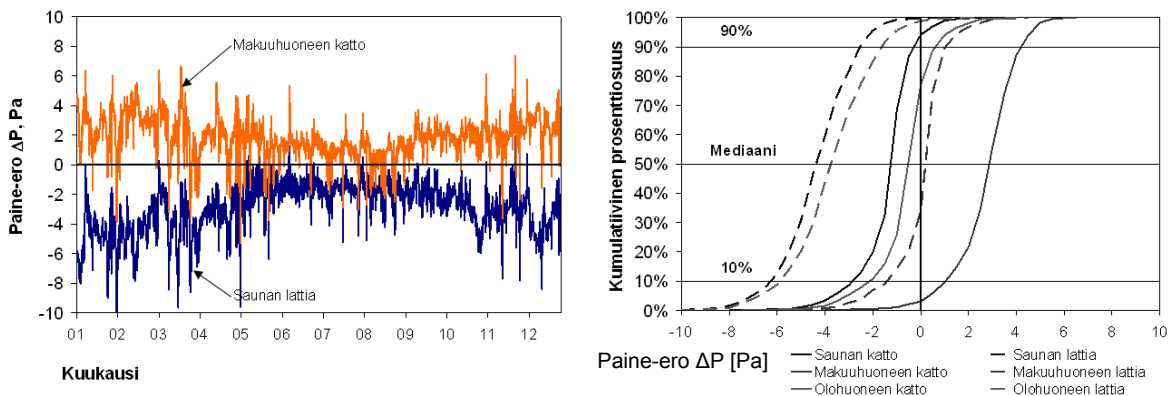 10
8
6
4
2
0
-2
-4
-6
-8
-10
Paine-ero ΔP, Pa
Makuuhuoneen katto
Saunan lattia
01 02 03 04 05 06 07 08 09 10 11 12
Kuukausi
100%
90%
80%
70%
60%
50%
40%
30%
20%
10%
0%
Kumulatiivinen prosenttiosuus
90%
Mediaani
10%
-10 -8 -6 -4 -2 0 2 4 6 8 10
Paine-ero ΔP [Pa]
Saunan katto
Saunan lattia
Makuuhuoneen katto
Makuuhuoneen lattia
Olohuoneen katto
Olohuoneen lattia